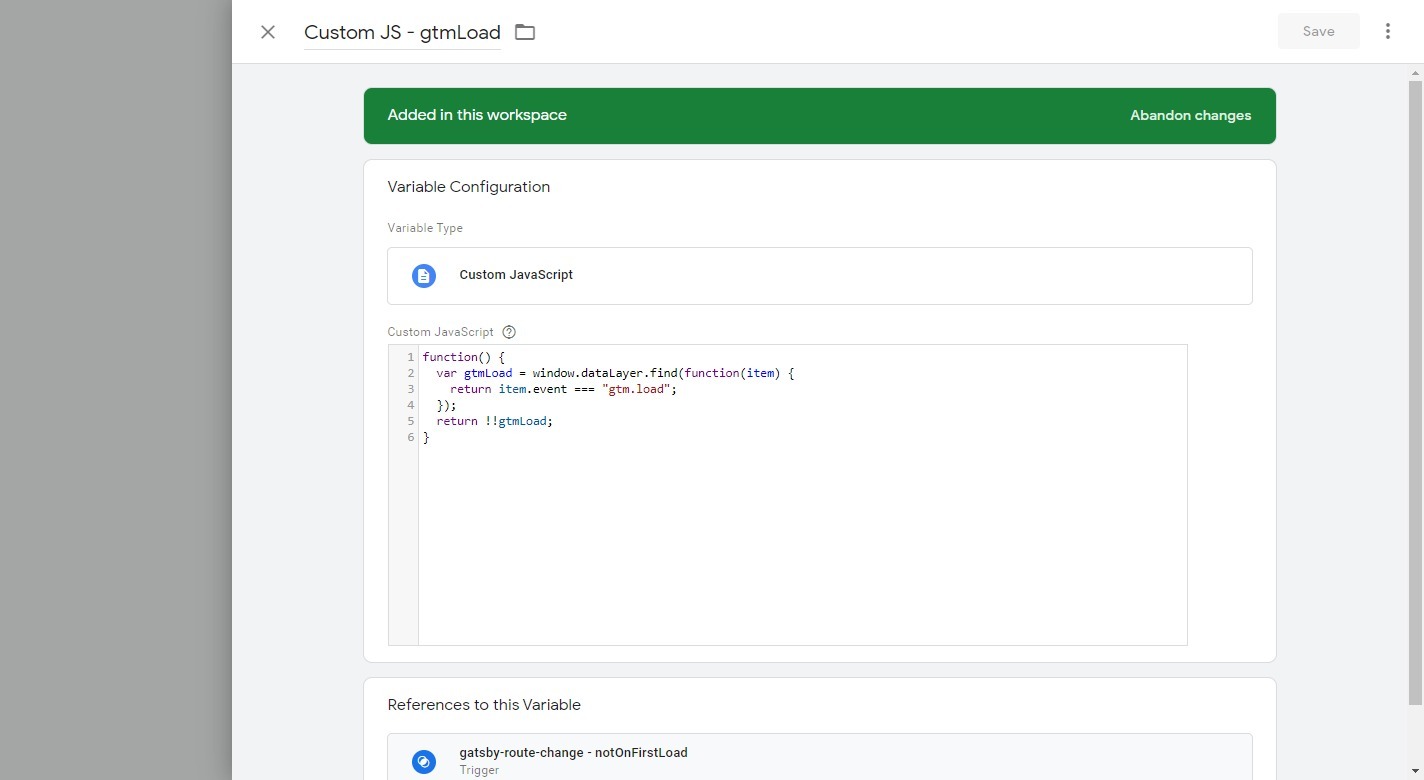 Custom JS - gtmLoad
Save
Added in this workspace
Abandon changes
Variable Configuration
Variable Type
Custom JavaScript
Custom JavaScript
1 function() {
2   var gtmLoad = window.dataLayer.find(function(item) {
3     return item.event === "gtm.load";
4   });
5   return !!gtmLoad;
6 }
References to this Variable
gatsby-route-change - notOnFirstLoad
Trigger